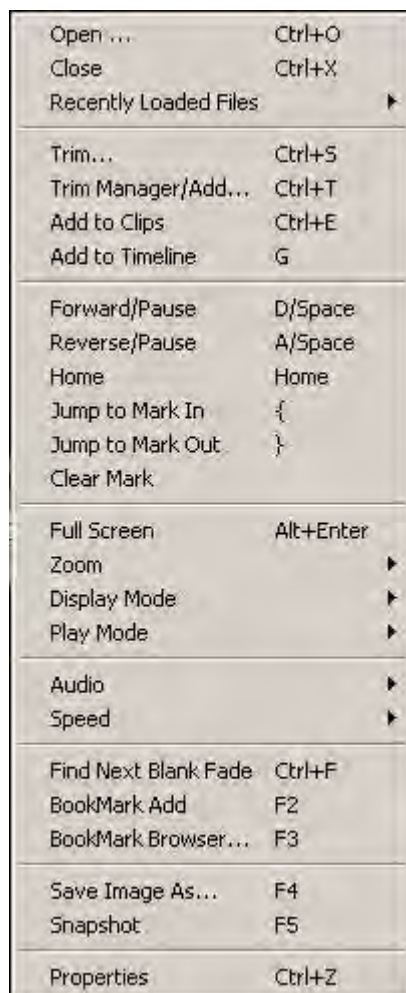 Open ... Ctrl+O
Close Ctrl+X
Recently Loaded Files
Trim... Ctrl+S
Trim Manager/Add... Ctrl+T
Add to Clips Ctrl+E
Add to Timeline G
Forward/Pause D/Space
Reverse/Pause A/Space
Home Home
Jump to Mark In {
Jump to Mark Out }
Clear Mark
Full Screen Alt+Enter
Zoom
Display Mode
Play Mode
Audio
Speed
Find Next Blank Fade Ctrl+F
BookMark Add F2
BookMark Browser... F3
Save Image As... F4
Snapshot F5
Properties Ctrl+Z